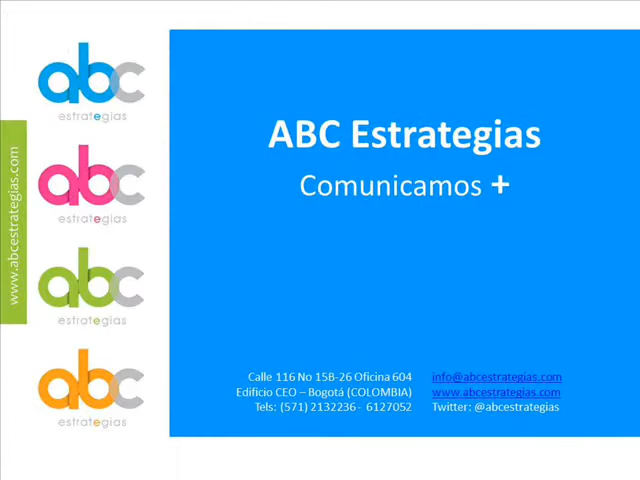 abc
estrategias
abc
estrategias
abc
estrategias
abc
estrategias
www.abcestrategias.com
ABC Estrategias
Comunicamos +
Calle 116 No 15B-26 Oficina 604
Edificio CEO – Bogotá (COLOMBIA)
Tels: (571) 2132236 - 6127052
info@abcestrategias.com
www.abcestrategias.com
Twitter: @abcestrategias